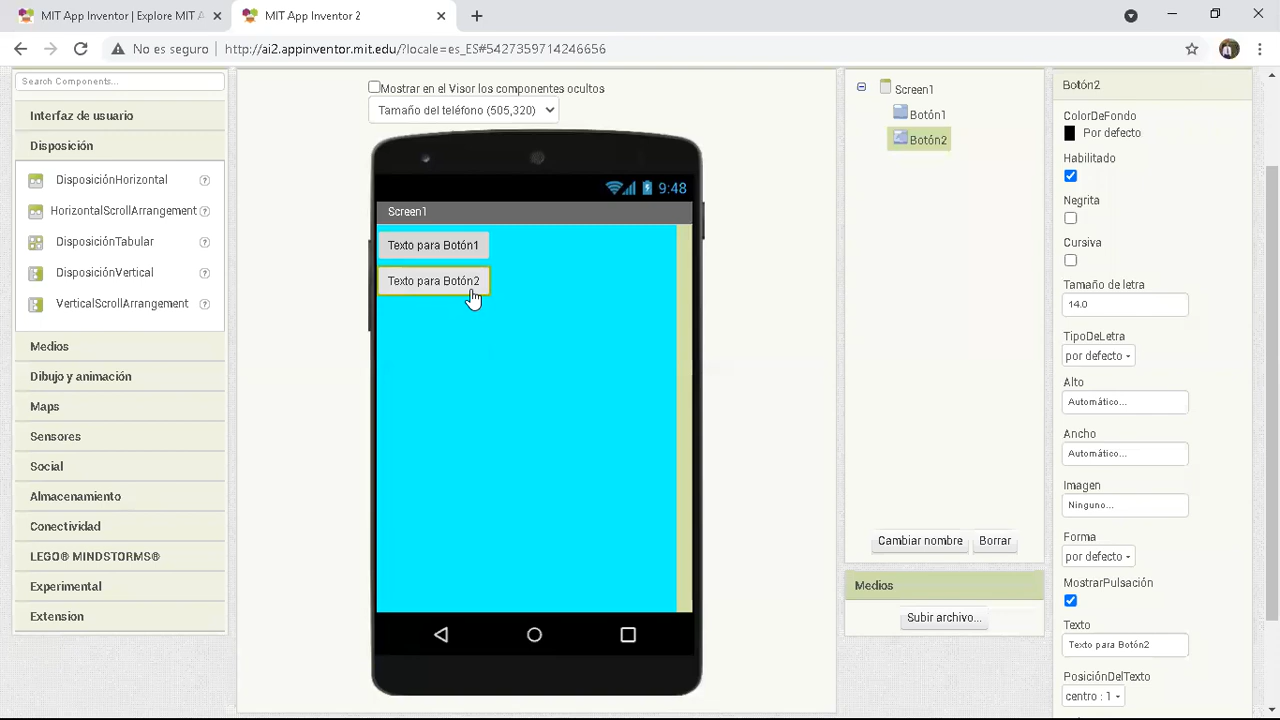 MIT App Inventor | Explore MIT A
MIT App Inventor 2
No es seguro
http://ai2.appinventor.mit.edu/?locale=es_ES#5427359714246656
Search Components...
Interfaz de usuario
Disposición
DisposiciónHorizontal
HorizontalScrollArrangement
DisposiciónTabular
DisposiciónVertical
VerticalScrollArrangement
Medios
Dibujo y animación
Maps
Sensores
Social
Almacenamiento
Conectividad
LEGO® MINDSTORMS®
Experimental
Extension
Mostrar en el Visor los componentes ocultos
Tamaño del teléfono (505,320)
9:48
Screen1
Texto para Botón1
Texto para Botón2
Screen1
Botón1
Botón2
Cambiar nombre
Borrar
Medios
Subir archivo...
Botón2
ColorDeFondo
Por defecto
Habilitado
Negrita
Cursiva
Tamaño de letra
14.0
TipoDeLetra
por defecto
Alto
Automático...
Ancho
Automático...
Imagen
Ninguno...
Forma
por defecto
MostrarPulsación
Texto
Texto para Botón2
PosiciónDelTexto
centro : 1